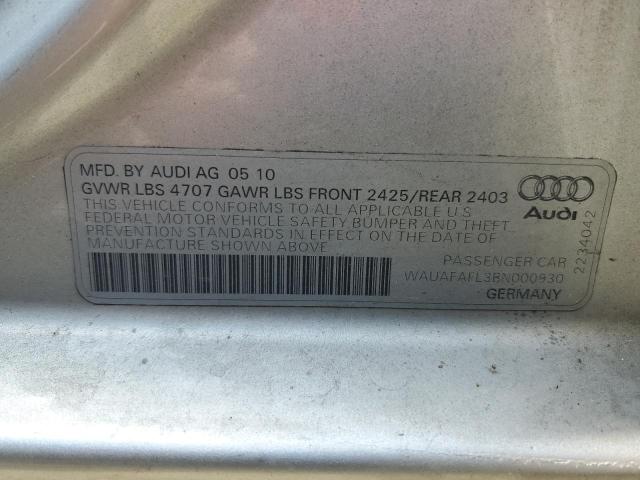 MFD. BY AUDI AG 05 10
GVWR LBS 4707 GAWR LBS FRONT 2425/REAR 2403
THIS VEHICLE CONFORMS TO ALL APPLICABLE U.S
FEDERAL MOTOR VEHICLE SAFETY BUMPER AND THEFT
PREVENTION STANDARDS IN EFFECT ON THE DATE OF
MANUFACTURE SHOWN ABOVE
Audi
PASSENGER CAR
WAUAFAFL3BN000930
GERMANY
2234042